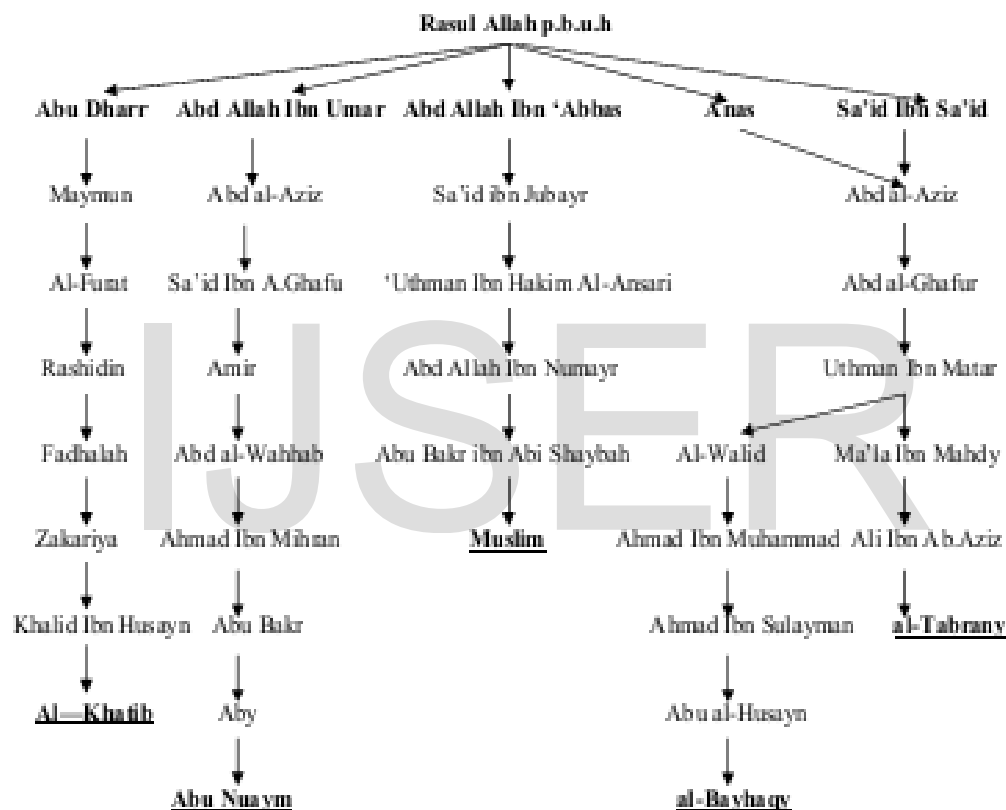 Rasul Allah p.b.u.h
Abu Dharr Abd Allah Ibn Umar Abd Allah Ibn ‘Abbas Anas Sa’id Ibn Sa’id
Maymun Abd al-Aziz Sa’id ibn Jubayr Abd al-Aziz
Al-Furat Sa’id Ibn A.Ghafu ‘Uthman Ibn Hakim Al-Ansari Abd al-Ghafur
Rashidin Amir Abd Allah Ibn Numayr Uthman Ibn Matar
Fadhalah Abd al-Wahhab Abu Bakr ibn Abi Shaybah Al-Walid Ma’la Ibn Mahdy
Zakariya Ahmad Ibn Mihran Muslim Ahmad Ibn Muhammad Ali Ibn Ab.Aziz
Khalid Ibn Husayn Abu Bakr Ahmad Ibn Sulayman al-Tabrany
Al—Khatib Aby Abu al-Husayn
Abu Nuaym al-Bayhaqy
IJSER